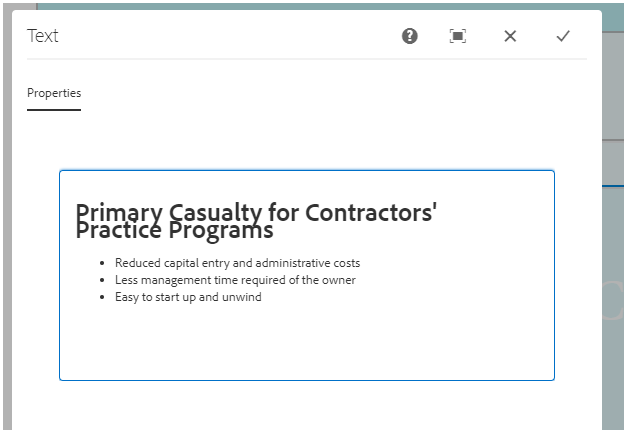 Text
Properties
Primary Casualty for Contractors'
Practice Programs
Reduced capital entry and administrative costs
Less management time required of the owner
Easy to start up and unwind
C